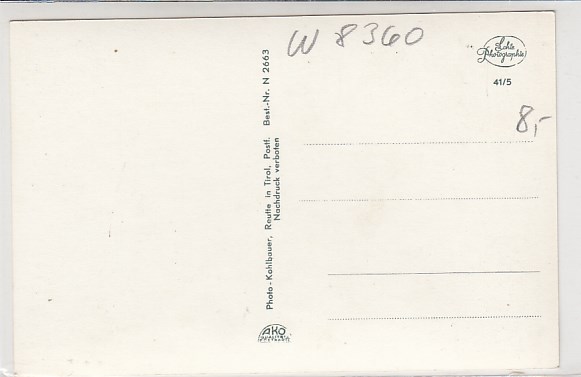 W 8360
Echte
Photographie
41/5
8,-
Photo-Kohlbauer, Reutte in Tirol, Postf. Best.-Nr. N 2663
Nachdruck verboten
AKO